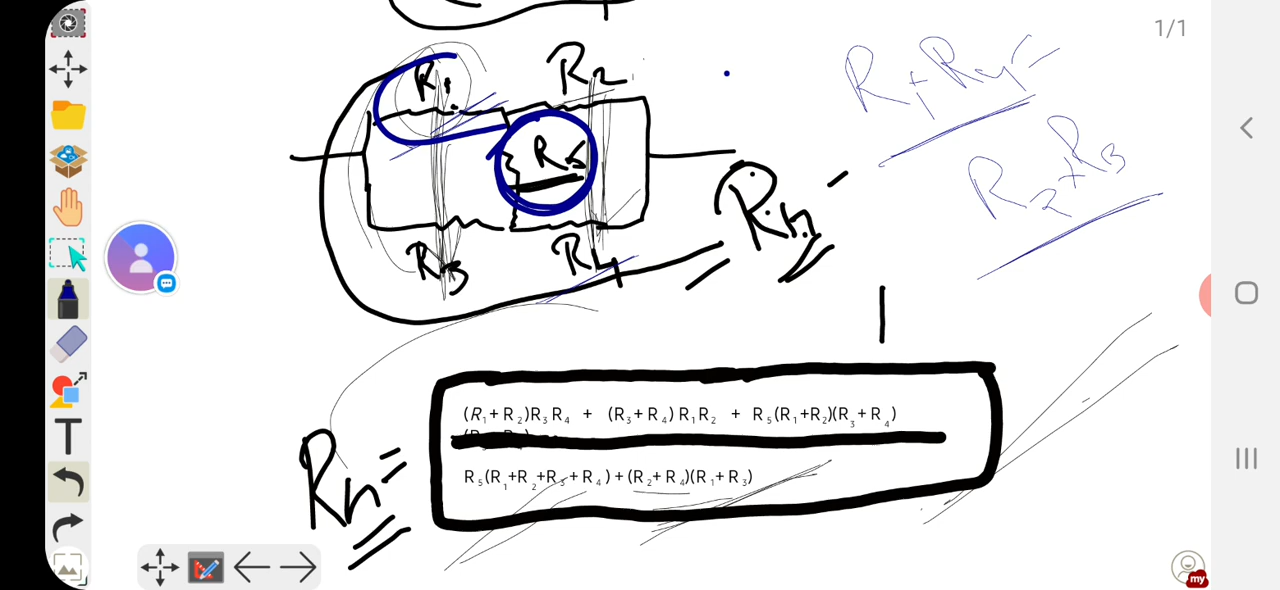 1/1
R₁ R₂
R₁+R₄=
R₂+R₃
R₅
R₃ R₄
Rₕ
Rₕ=
(R₁+R₂)R₃R₄ + (R₃+R₄)R₁R₂ + R₅(R₁+R₂)(R₃+R₄)
R₅(R₁+R₂+R₃+R₄)+(R₂+R₄)(R₁+R₃)
T
my